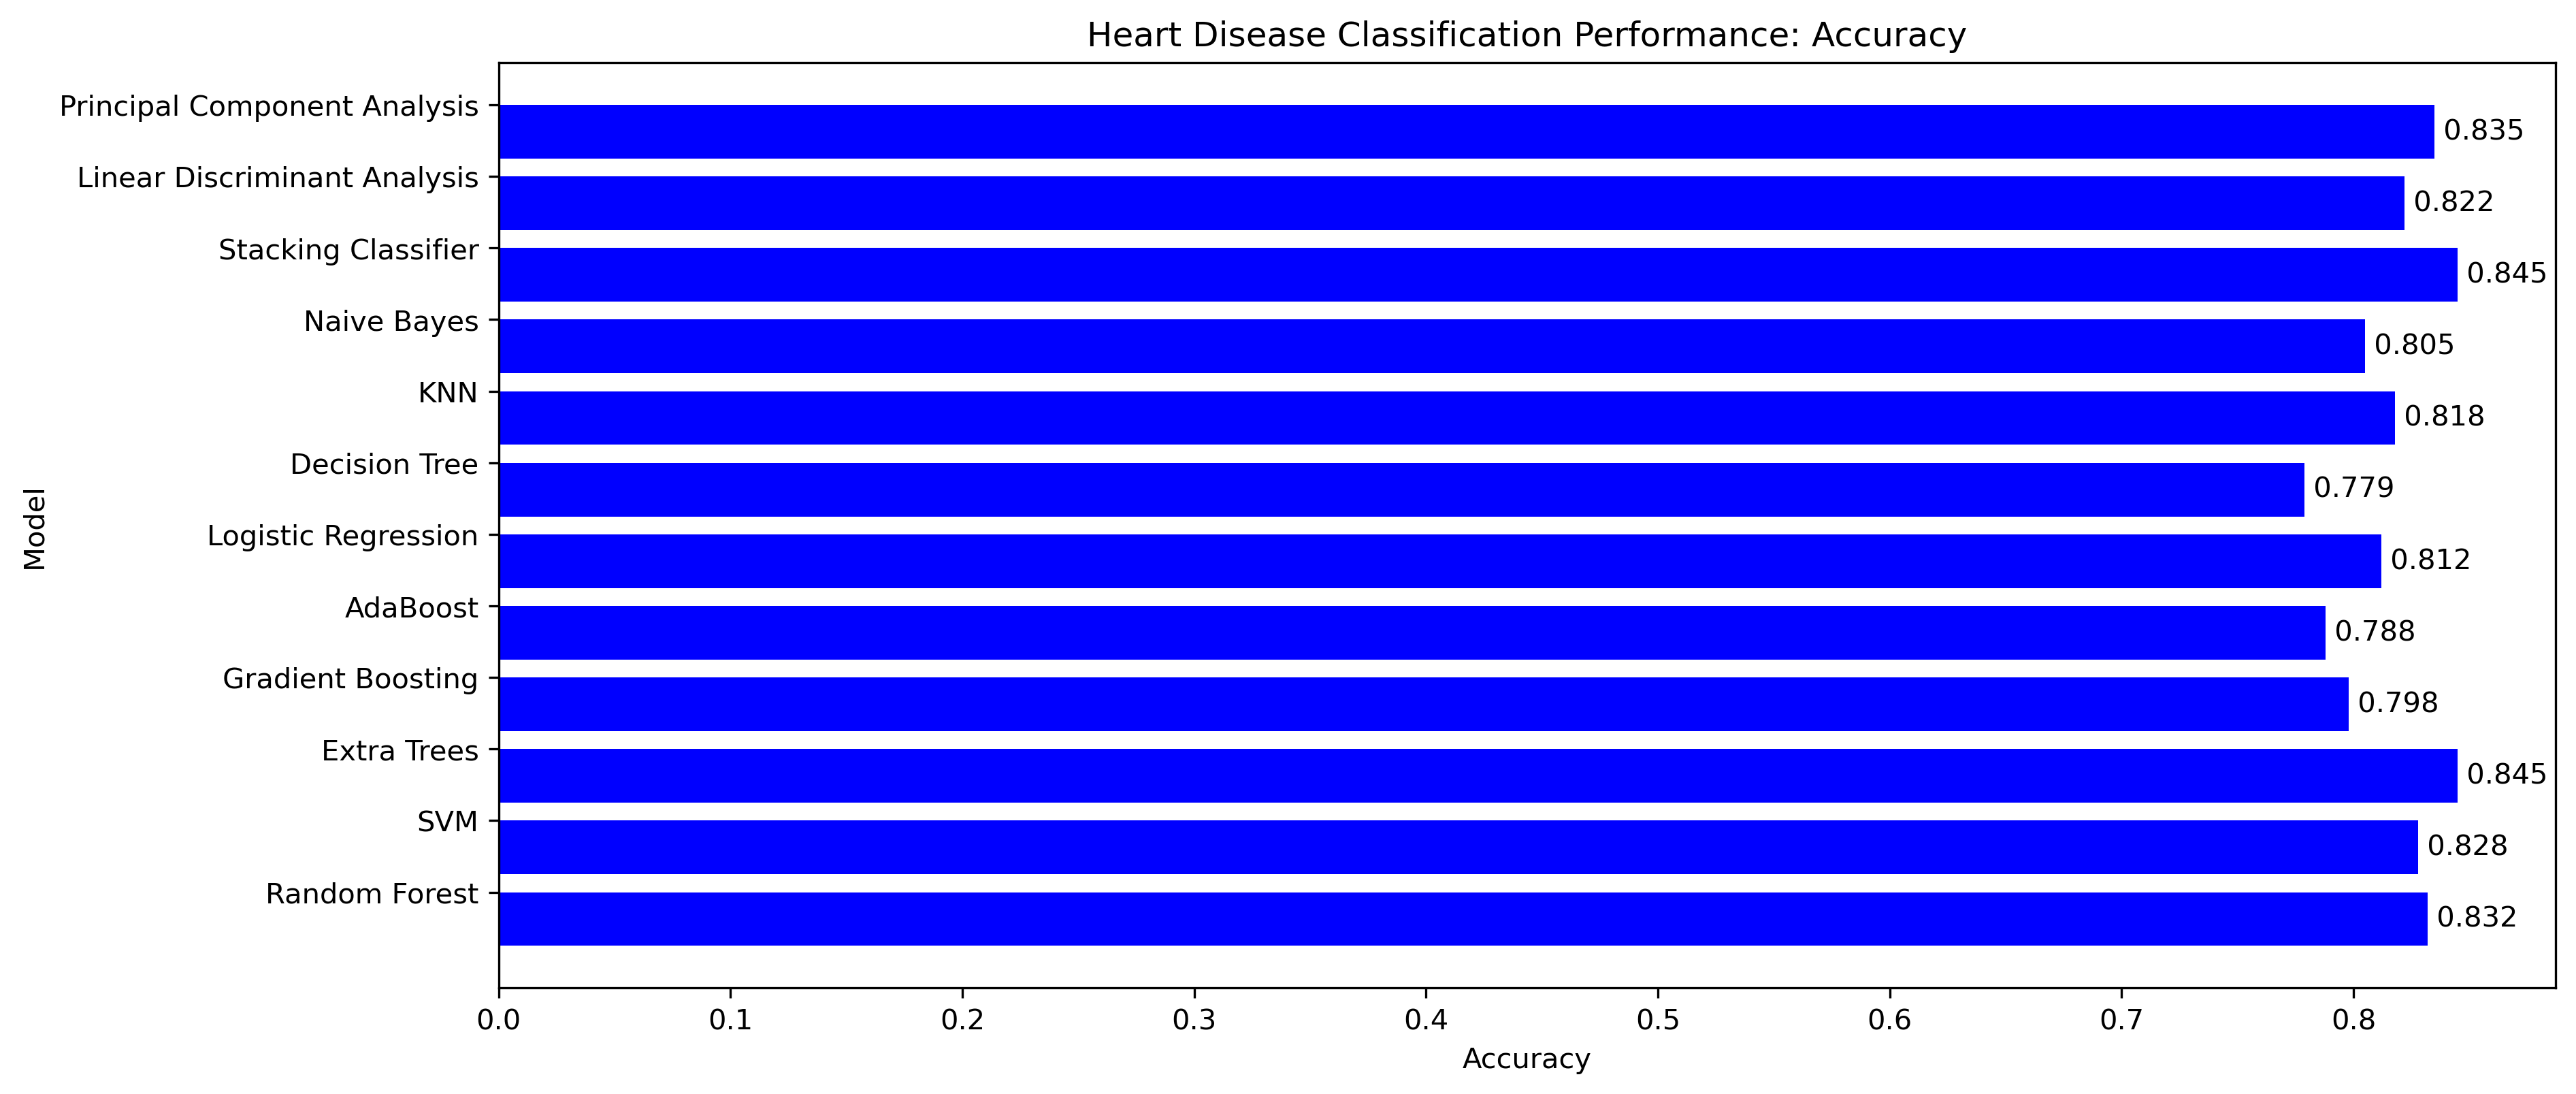 Heart Disease Classification Performance: Accuracy
Principal Component Analysis
0.835
Linear Discriminant Analysis
0.822
Stacking Classifier
0.845
Naive Bayes
0.805
KNN
0.818
Decision Tree
0.779
Logistic Regression
0.812
AdaBoost
0.788
Gradient Boosting
0.798
Extra Trees
0.845
SVM
0.828
Random Forest
0.832
Model
0.0 0.1 0.2 0.3 0.4 0.5 0.6 0.7 0.8
Accuracy